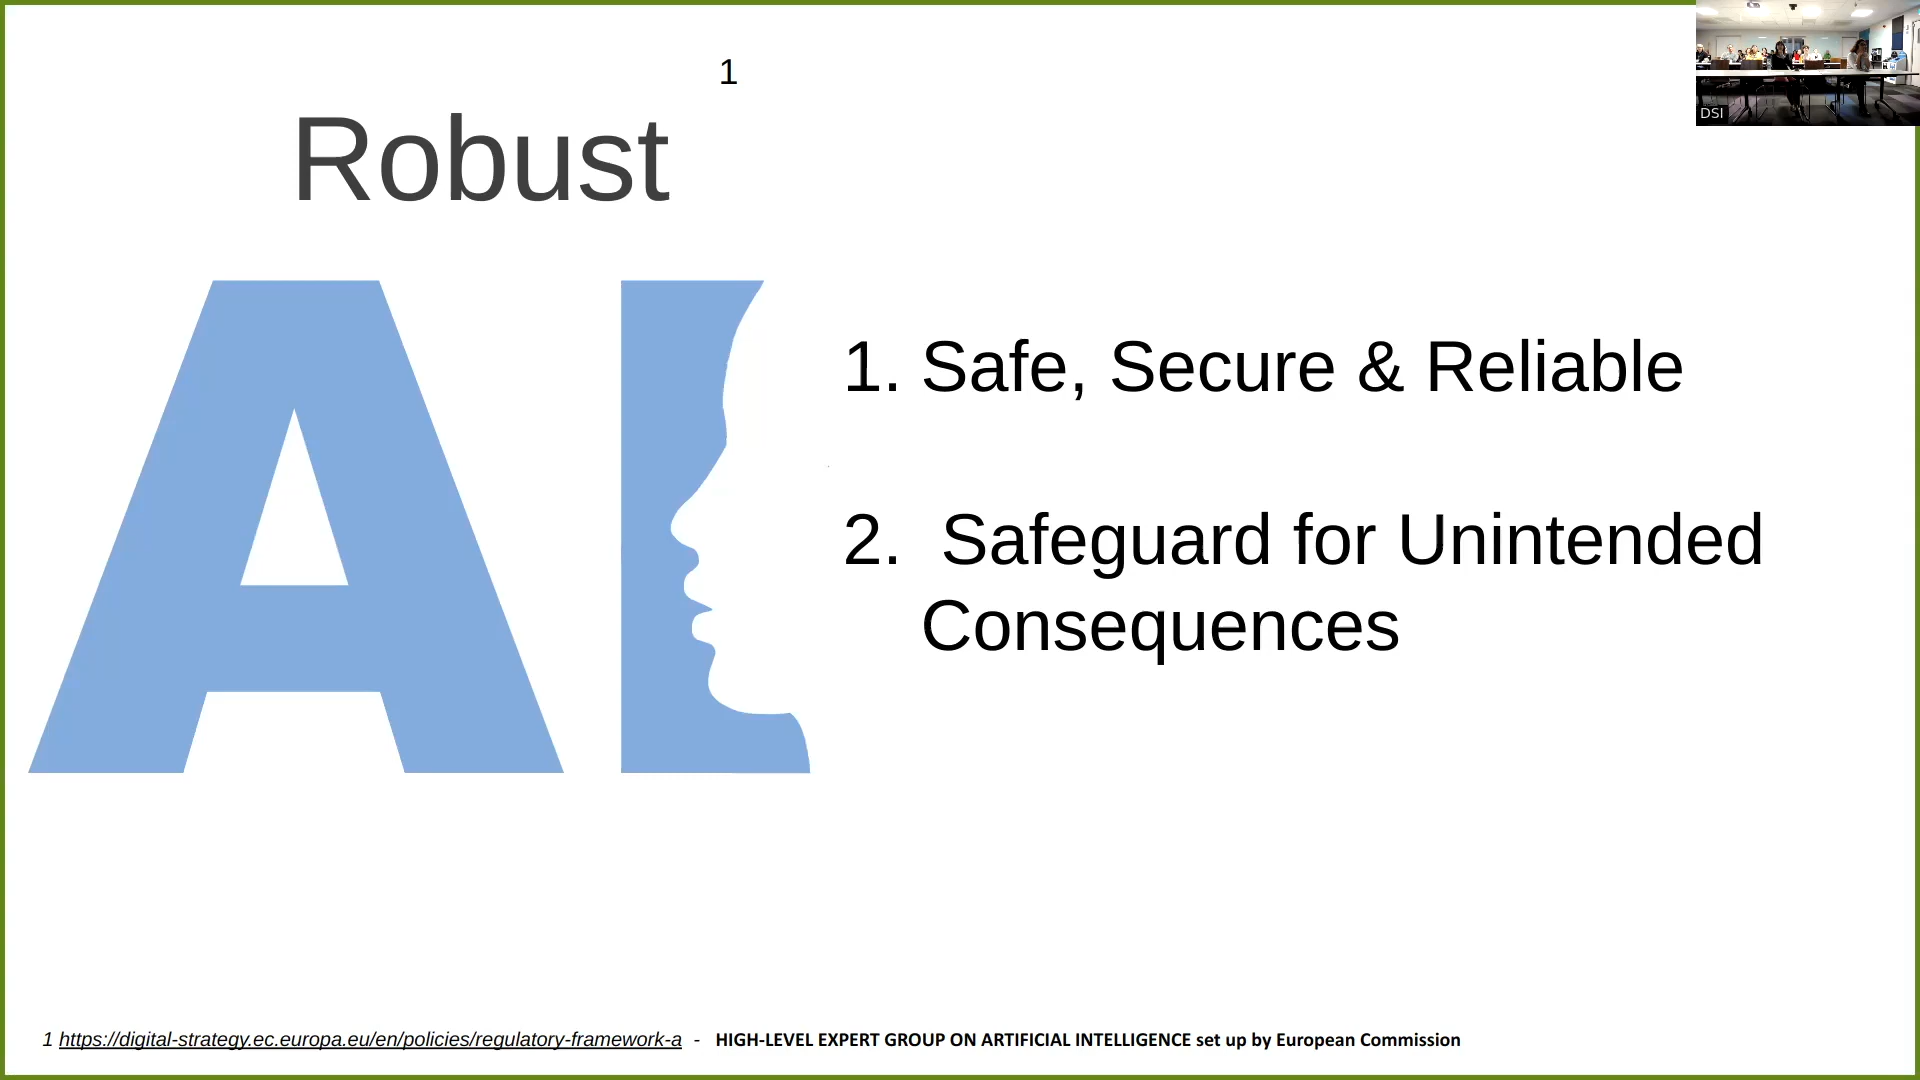 1
Robust
AI
1. Safe, Secure & Reliable
2. Safeguard for Unintended
Consequences
1 https://digital-strategy.ec.europa.eu/en/policies/regulatory-framework-a - HIGH-LEVEL EXPERT GROUP ON ARTIFICIAL INTELLIGENCE set up by European Commission
DSI